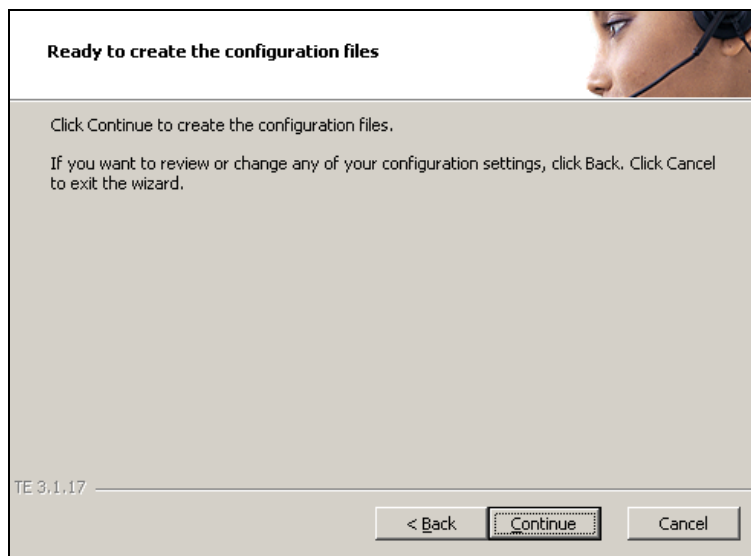 Ready to create the configuration files
Click Continue to create the configuration files.
If you want to review or change any of your configuration settings, click Back. Click Cancel
to exit the wizard.
TE 3.1.17
< Back Continue Cancel